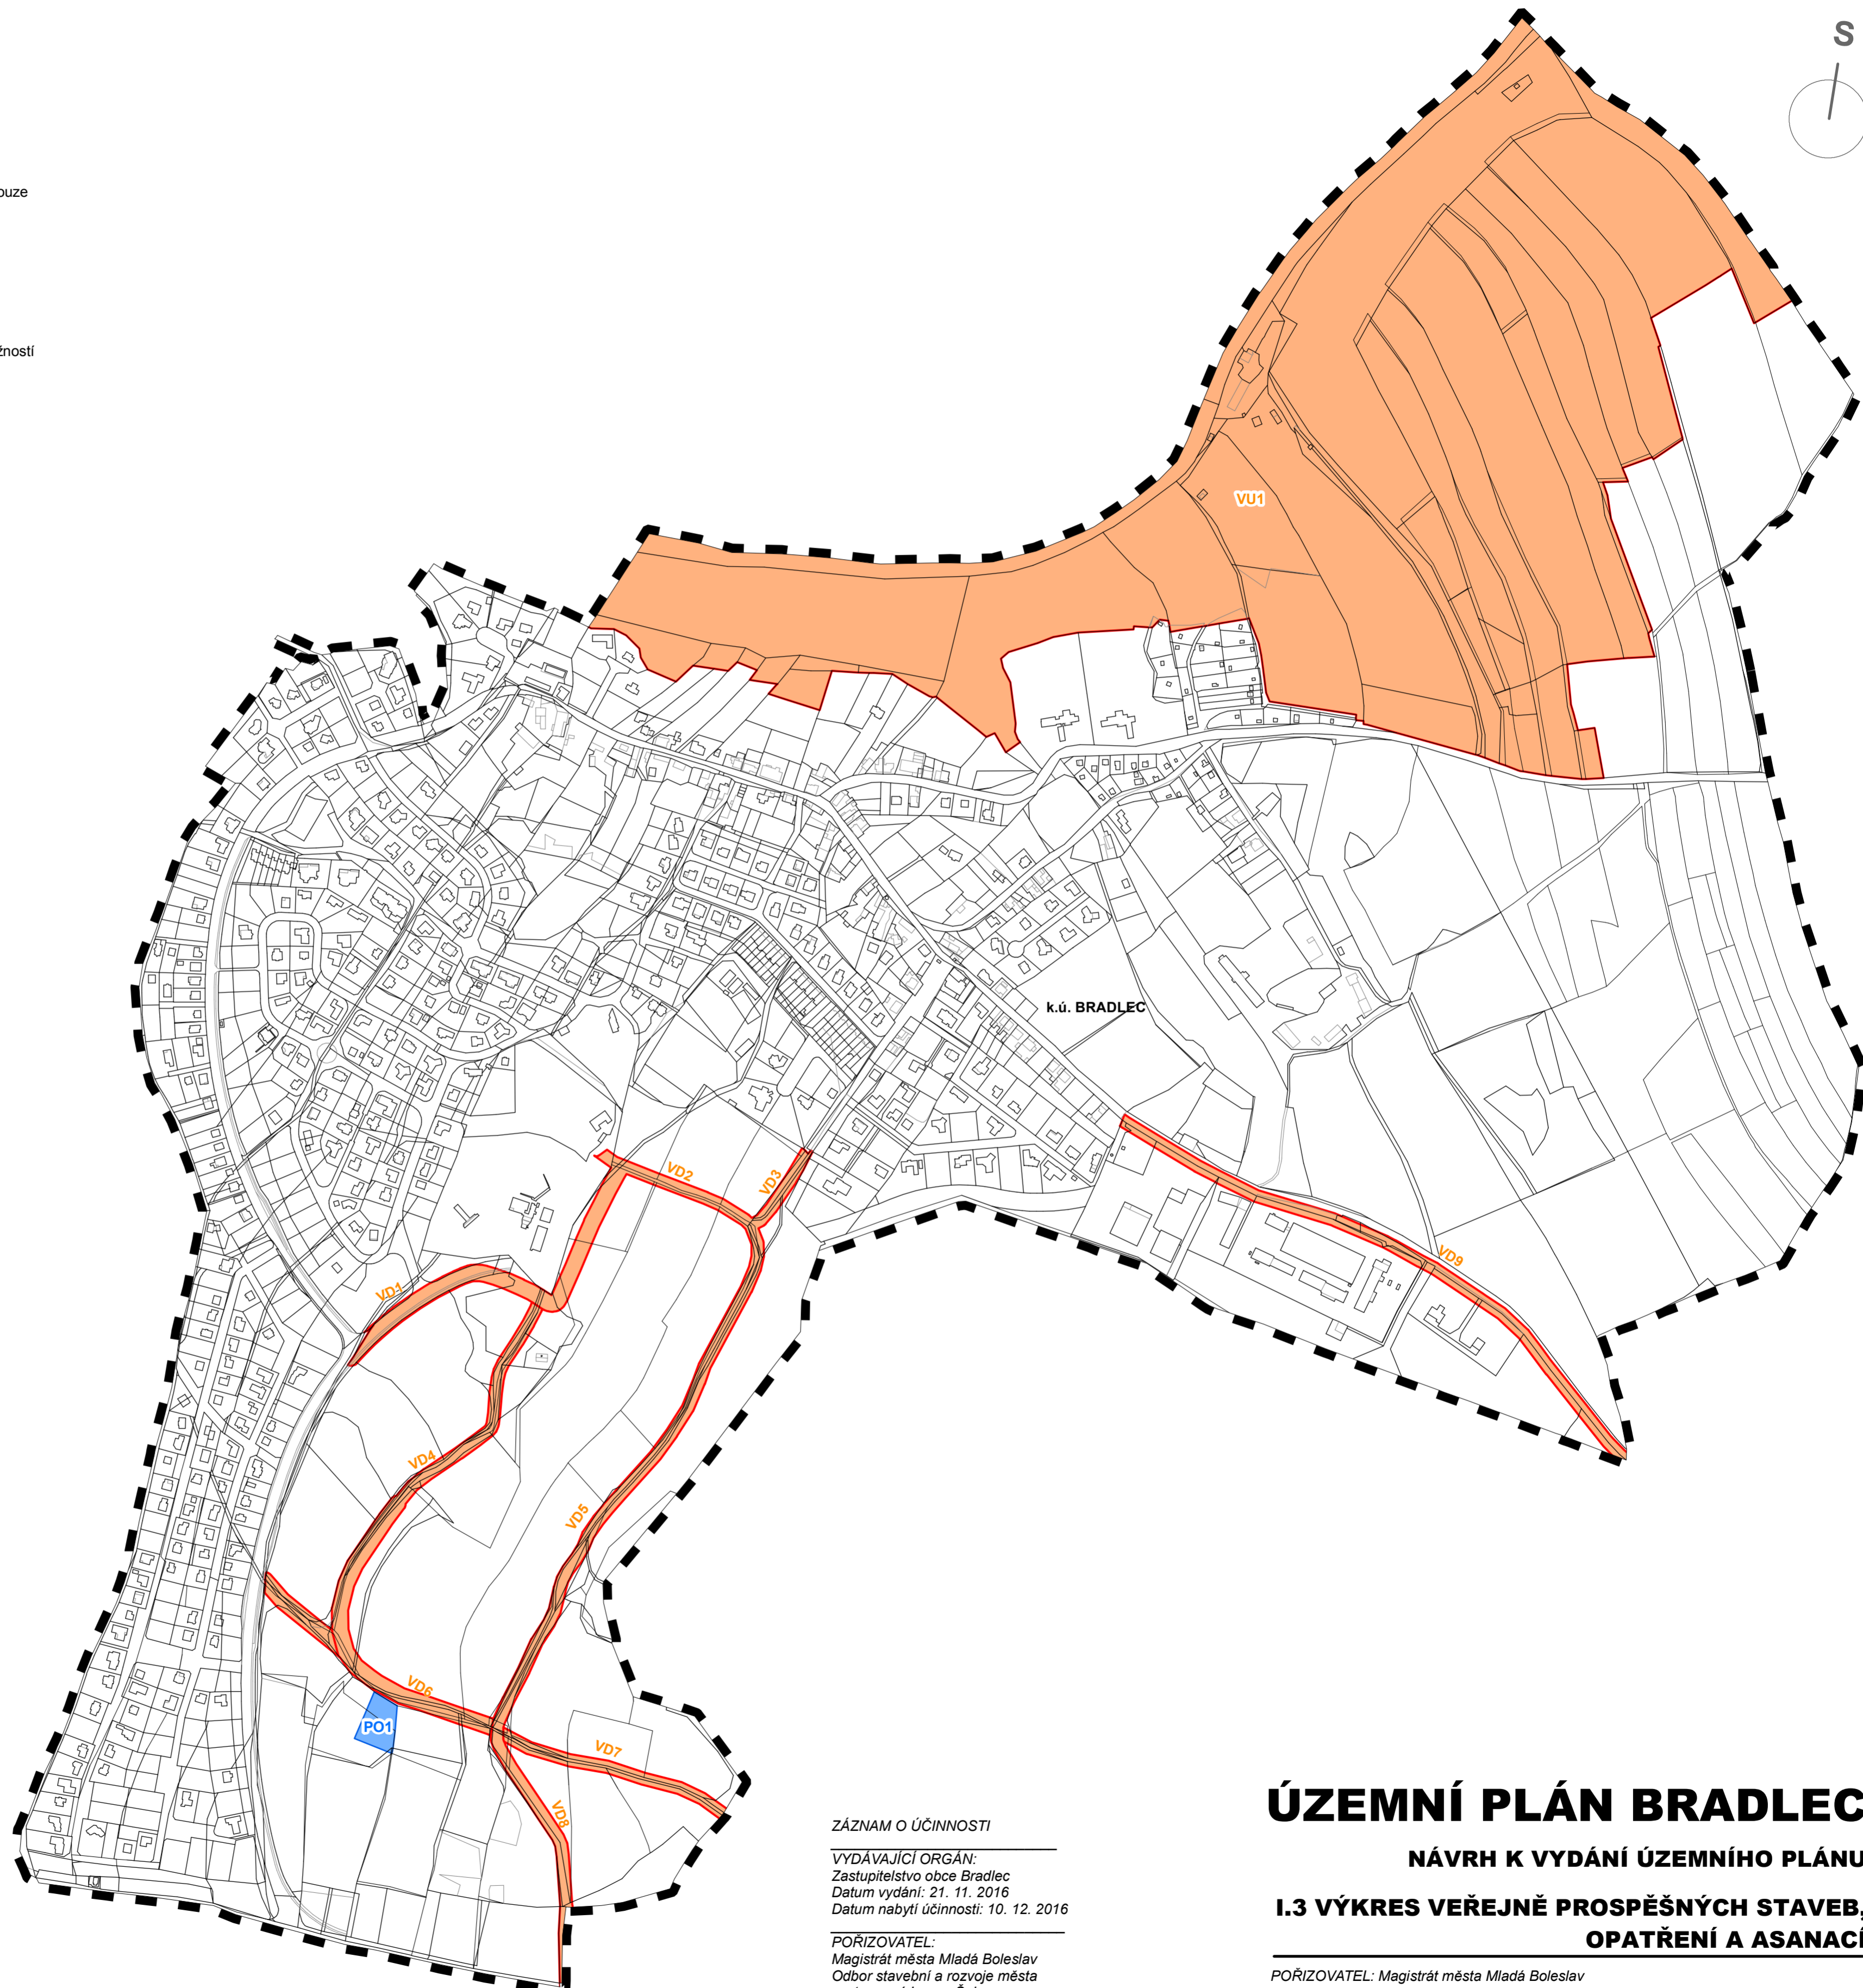 S
VU1
k.ú. BRADLEC
VD2
VD3
VD1
VD9
VD4
VD5
VD6
PO1
VD7
VD8
ZÁZNAM O ÚČINNOSTI
VYDÁVAJÍCÍ ORGÁN:
Zastupitelstvo obce Bradlec
Datum vydání: 21. 11. 2016
Datum nabytí účinnosti: 10. 12. 2016
POŘIZOVATEL:
Magistrát města Mladá Boleslav
Odbor stavební a rozvoje města
ÚZEMNÍ PLÁN BRADLEC
NÁVRH K VYDÁNÍ ÚZEMNÍHO PLÁNU
I.3 VÝKRES VEŘEJNĚ PROSPĚŠNÝCH STAVEB,
OPATŘENÍ A ASANACÍ
POŘIZOVATEL: Magistrát města Mladá Boleslav